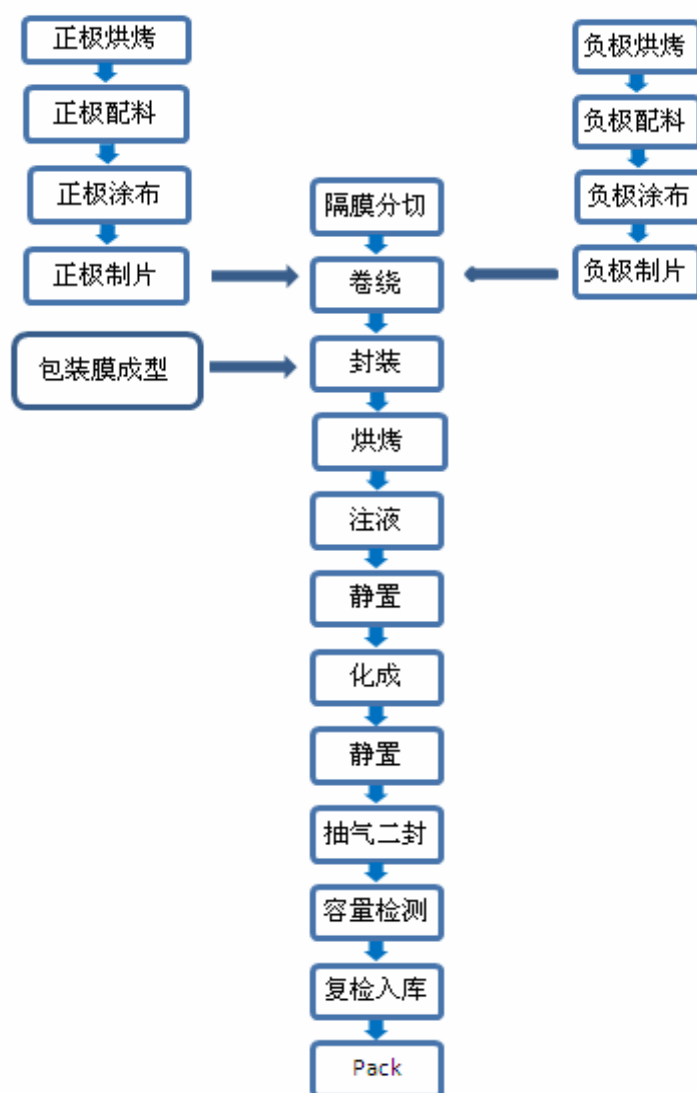 正极烘烤
正极配料
正极涂布
正极制片
包装膜成型
隔膜分切
卷绕
封装
烘烤
注液
静置
化成
静置
抽气二封
容量检测
复检入库
Pack
负极烘烤
负极配料
负极涂布
负极制片